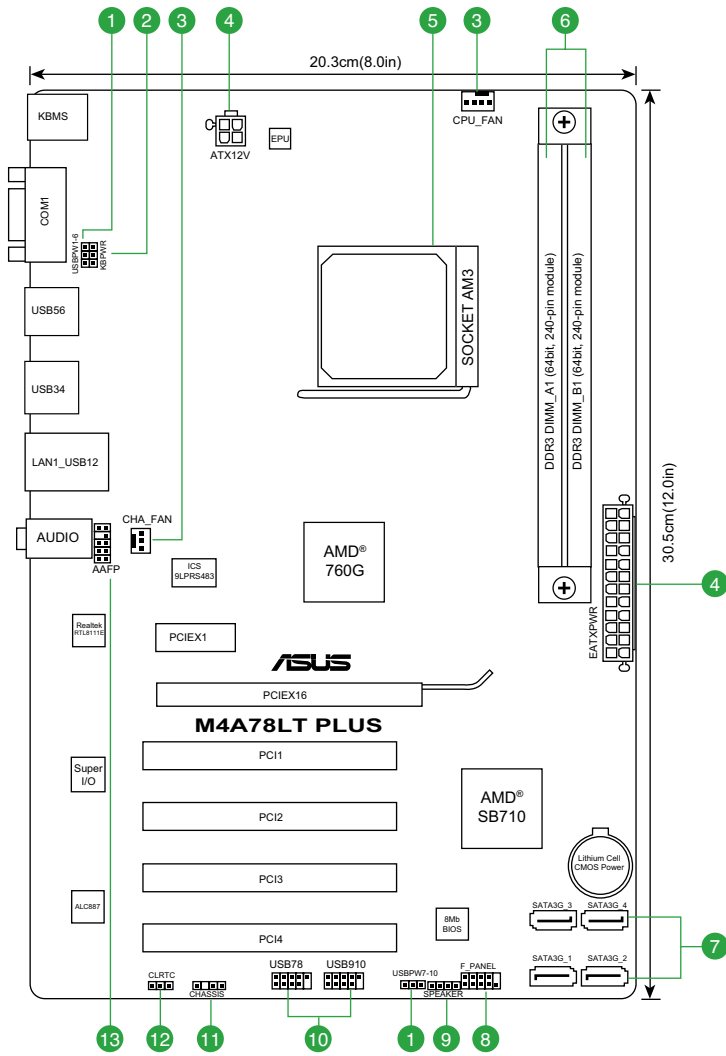 1
2
3
4
5
3
6
20.3cm(8.0in)
KBMS
CPU_FAN
ATX12V
EPU
COM1
USBPW1-6
KBPWR
SOCKET AM3
DDR3 DIMM_A1 (64bit, 240-pin module)
DDR3 DIMM_B1 (64bit, 240-pin module)
30.5cm(12.0in)
USB56
USB34
LAN1_USB12
CHA_FAN
AUDIO
AAFP
ICS
9LPRS483
AMD®
760G
EATXPWR
4
Realtek
RTL8111E
PCIEX1
ASUS
PCIEX16
M4A78LT PLUS
PCI1
Super
I/O
AMD®
SB710
PCI2
Lithium Cell
CMOS Power
PCI3
ALC887
8Mb
BIOS
SATA3G_3
SATA3G_4
PCI4
7
USB78
USB910
F_PANEL
SATA3G_1
SATA3G_2
CLRTC
CHASSIS
USBPW7-10
SPEAKER
13
12
11
10
1
9
8